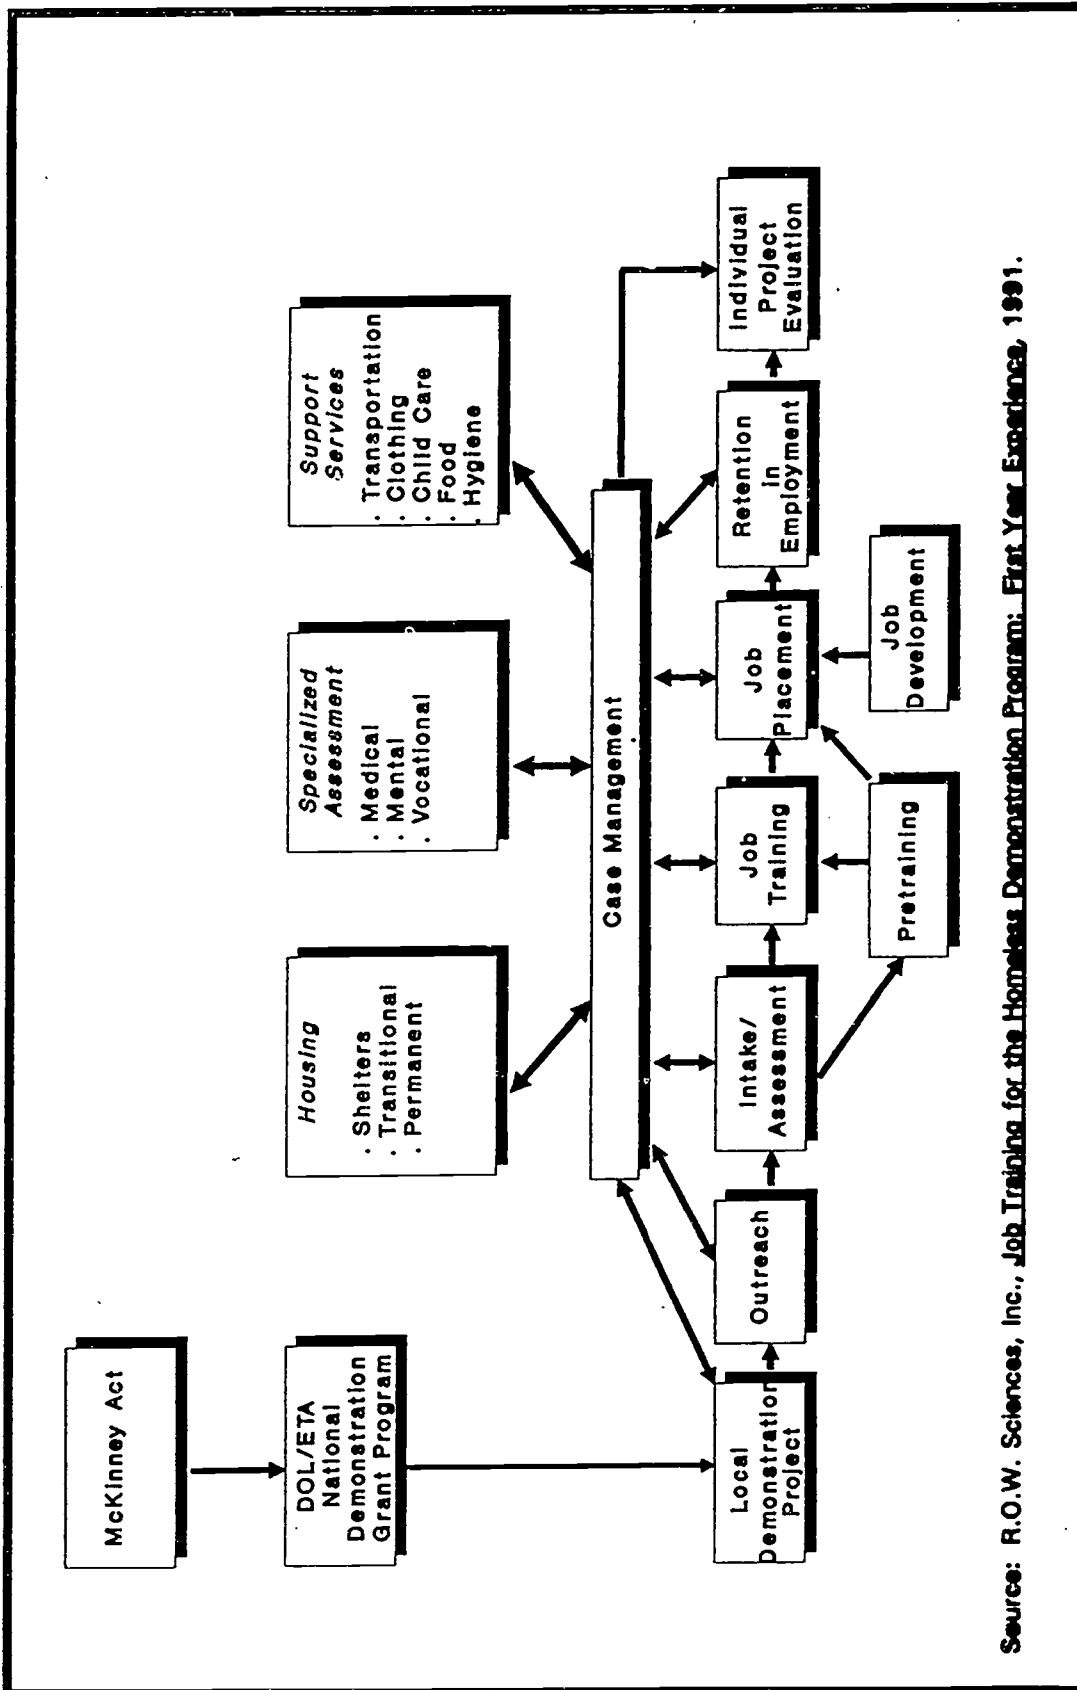 McKinney Act
DOL/ETA
National
Demonstration
Grant Program
Housing
· Shelters
· Transitional
· Permanent
Specialized
Assessment
· Medical
· Mental
· Vocational
Support
Services
· Transportation
· Clothing
· Child Care
· Food
· Hygiene
Case Management
Local
Demonstration
Project
Outreach
Intake/
Assessment
Job
Training
Job
Placement
Retention
in
Employment
Individual
Project
Evaluation
Pretraining
Job
Development
Source: R.O.W. Sciences, Inc., Job Training for the Homeless Demonstration Program: First Year Experience, 1991.